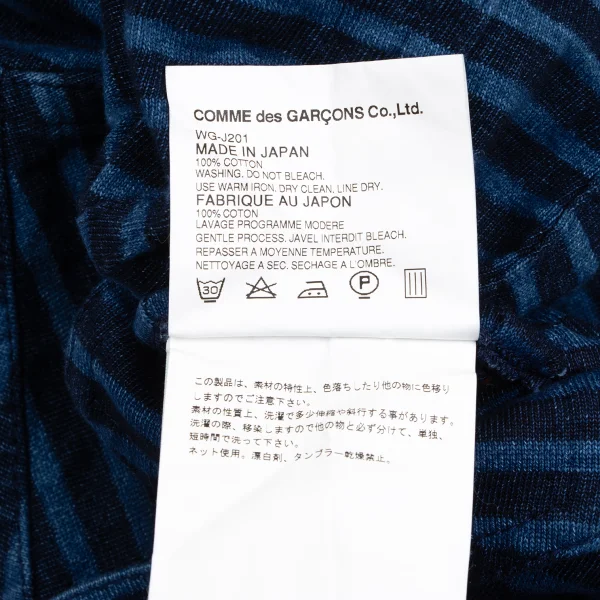 COMME des GARÇONS Co.,Ltd.
WG-J201
MADE IN JAPAN
100% COTTON
WASHING. DO NOT BLEACH.
USE WARM IRON. DRY CLEAN, LINE DRY.
FABRIQUE AU JAPON
100% COTON
LAVAGE PROGRAMME MODERE
GENTLE PROCESS. JAVEL INTERDIT BLEACH.
REPASSER A MOYENNE TEMPERATURE.
NETTOYAGE A SEC. SECHAGE A L'OMBRE.
30 P
この製品は、素材の特性上、色落ちしたり他の物に色移り
しますのでご注意下さい。
素材の性質上、洗濯で多少伸縮や斜行する事があります。
洗濯の際、移染しますので他の物と必ず分けて、単独、
短時間で洗って下さい。
ネット使用。漂白剤、タンブラー乾燥禁止。